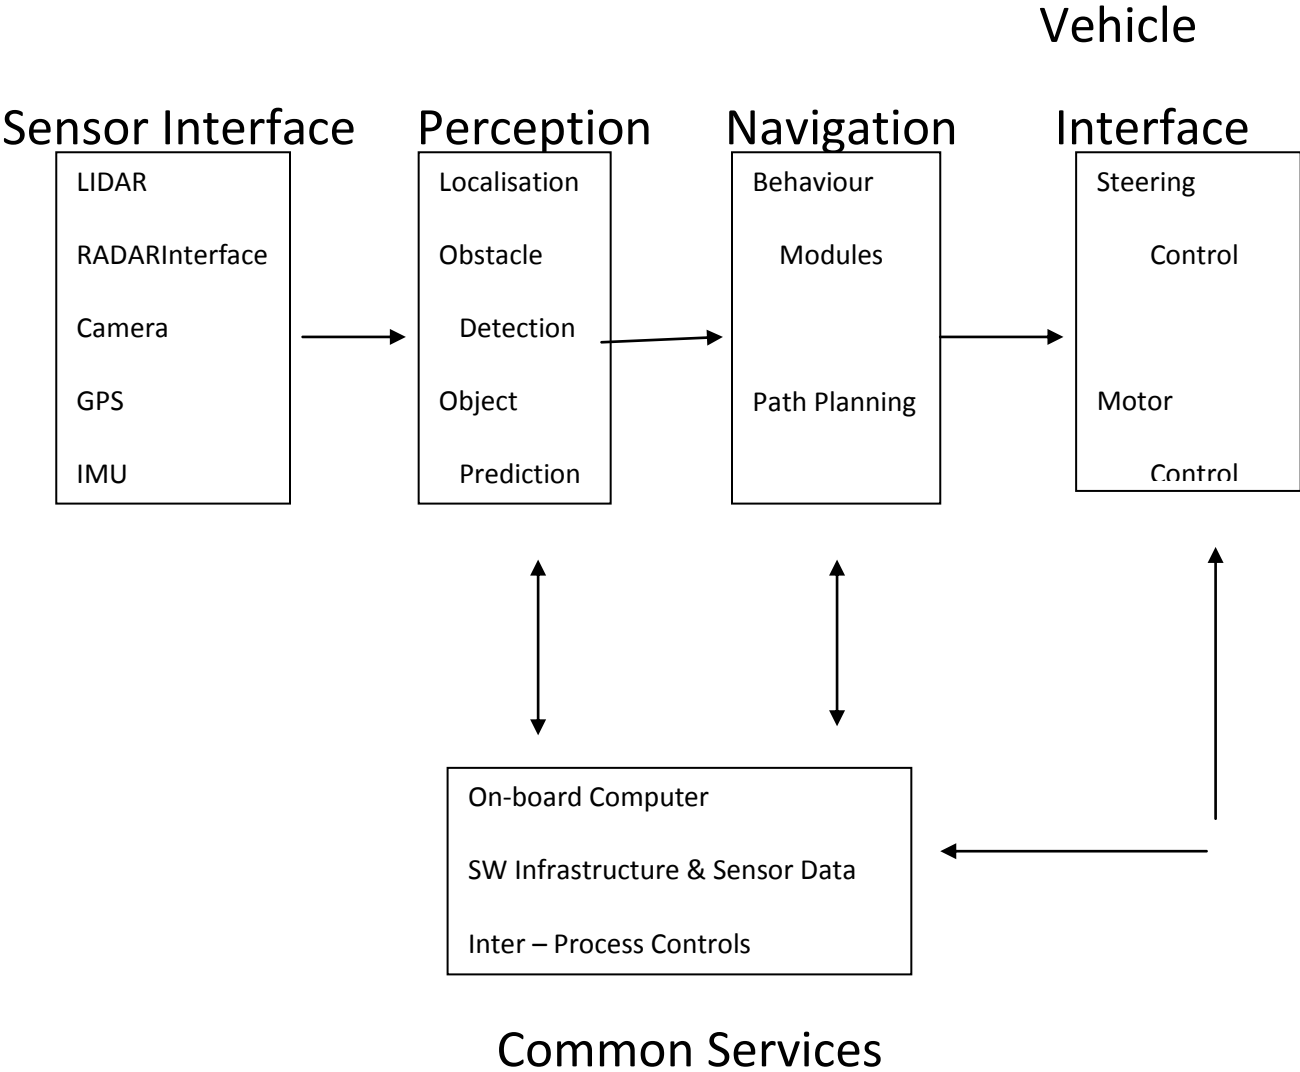 Vehicle
Sensor Interface
Perception
Navigation
Interface
LIDAR
RADARInterface
Camera
GPS
IMU
Localisation
Obstacle
Detection
Object
Prediction
Behaviour
Modules
Path Planning
Steering
Control
Motor
Control
On-board Computer
SW Infrastructure & Sensor Data
Inter – Process Controls
Common Services